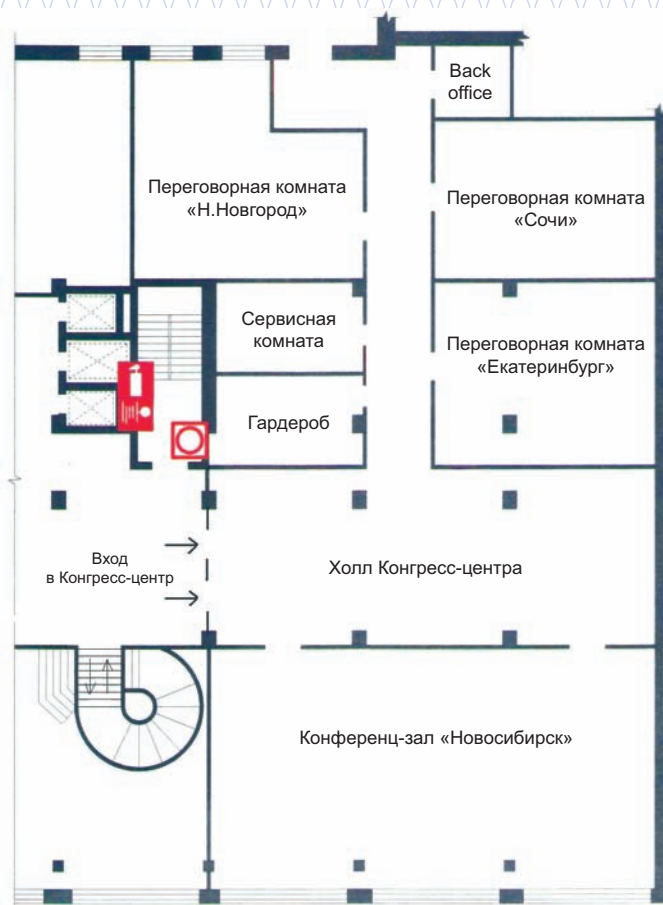 Back
office
Переговорная комната
«Н.Новгород»
Переговорная комната
«Сочи»
Сервисная
комната
Переговорная комната
«Екатеринбург»
Гардероб
Вход
в Конгресс-центр
Холл Конгресс-центра
Конференц-зал «Новосибирск»